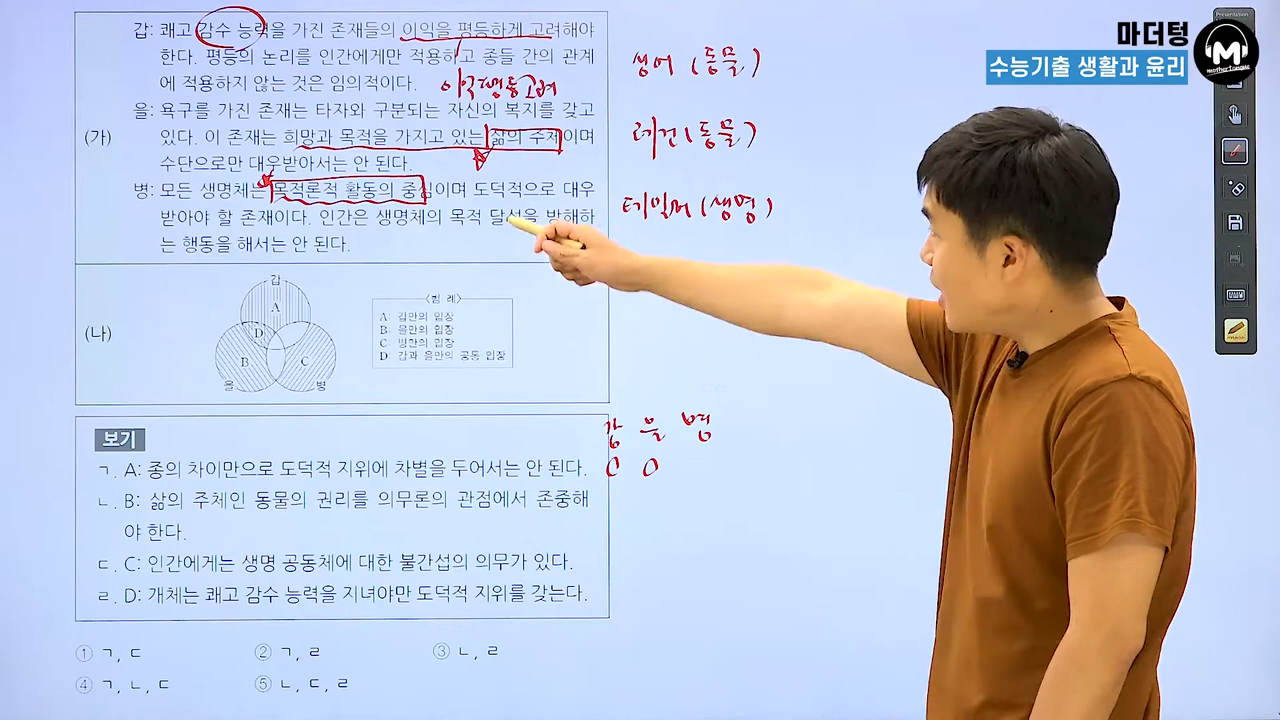 갑: 쾌고 감수 능력을 가진 존재들의 이익을 평등하게 고려해야
한다. 평등의 논리를 인간에게만 적용하고 종들 간의 관계
에 적용하지 않는 것은 임의적이다.
이익평등고려
을: 욕구를 가진 존재는 타자와 구분되는 자신의 복지를 갖고
있다. 이 존재는 희망과 목적을 가지고 있는 삶의 주체이며
수단으로만 대우받아서는 안 된다.
(가)
병: 모든 생명체는 목적론적 활동의 중심이며 도덕적으로 대우
받아야 할 존재이다. 인간은 생명체의 목적 달성을 방해하
는 행동을 해서는 안 된다.
싱어 (동물)
레건 (동물)
테일러 (생명)
(나)
갑
A
D
B
C
을
병
<범 례>
A 갑만의 입장
B 을만의 입장
C 병만의 입장
D 갑과 을만의 공통 입장
보기
ㄱ. A: 종의 차이만으로 도덕적 지위에 차별을 두어서는 안 된다.
ㄴ. B: 삶의 주체인 동물의 권리를 의무론의 관점에서 존중해
야 한다.
ㄷ. C: 인간에게는 생명 공동체에 대한 불간섭의 의무가 있다.
ㄹ. D: 개체는 쾌고 감수 능력을 지녀야만 도덕적 지위를 갖는다.
갑 을 병
O O
① ㄱ, ㄷ
② ㄱ, ㄹ
③ ㄴ, ㄹ
④ ㄱ, ㄴ, ㄷ
⑤ ㄴ, ㄷ, ㄹ
마더텅
수능기출 생활과 윤리
M
motherTongue
Presentation